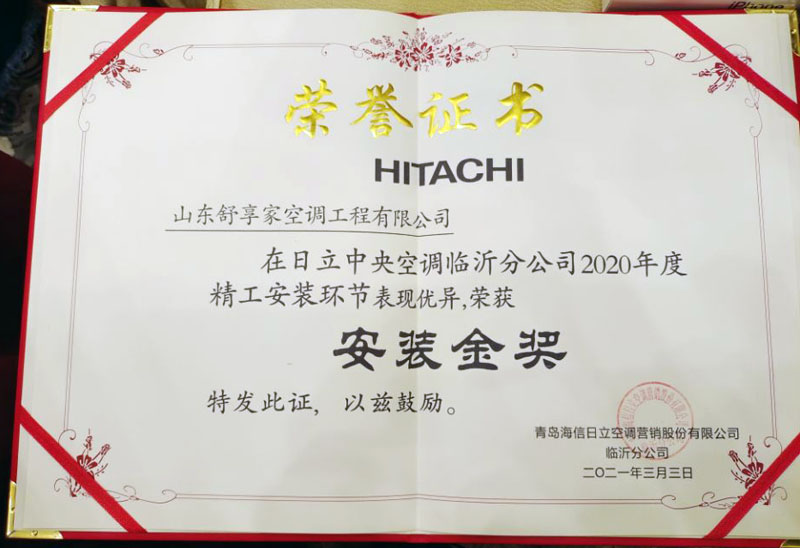 iPhone
荣誉证书
HITACHI
山东舒享家空调工程有限公司
在日立中央空调临沂分公司2020年度
精工安装环节表现优异,荣获
安装金奖
特发此证，以兹鼓励。
青岛海信日立空调营销股份有限公司
临沂分公司
二〇二一年三月三日